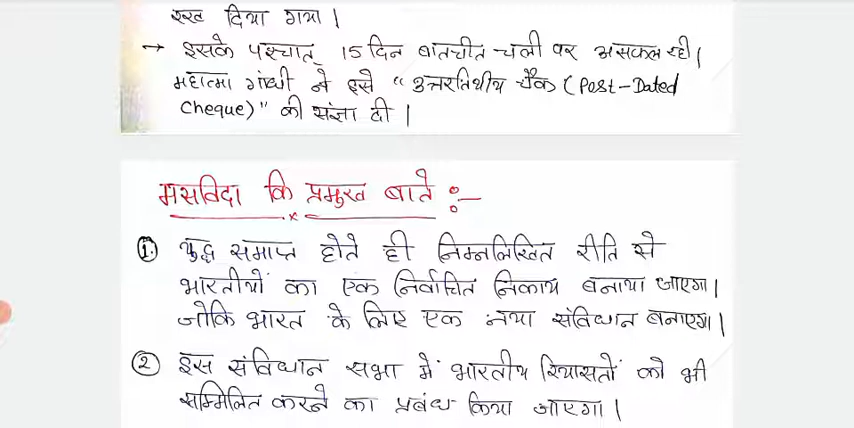 रख दिया गया।
→ इसके पश्चात् 15 दिन बातचीत चली पर असफल रही।
महात्मा गांधी ने इसे "उत्तरतिथीय चैक (Post-Dated
Cheque)" की संज्ञा दी।
मसविदा कि प्रमुख बाते :-
① युद्ध समाप्त होते ही निम्नलिखित रीति से
भारतीयों का एक निर्वाचित निकाय बनाया जाएगा।
जोकि भारत के लिए एक नया संविधान बनाएगा।
② इस संविधान सभा में भारतीय रियासतों को भी
सम्मिलित करने का प्रबंध किया जाएगा।